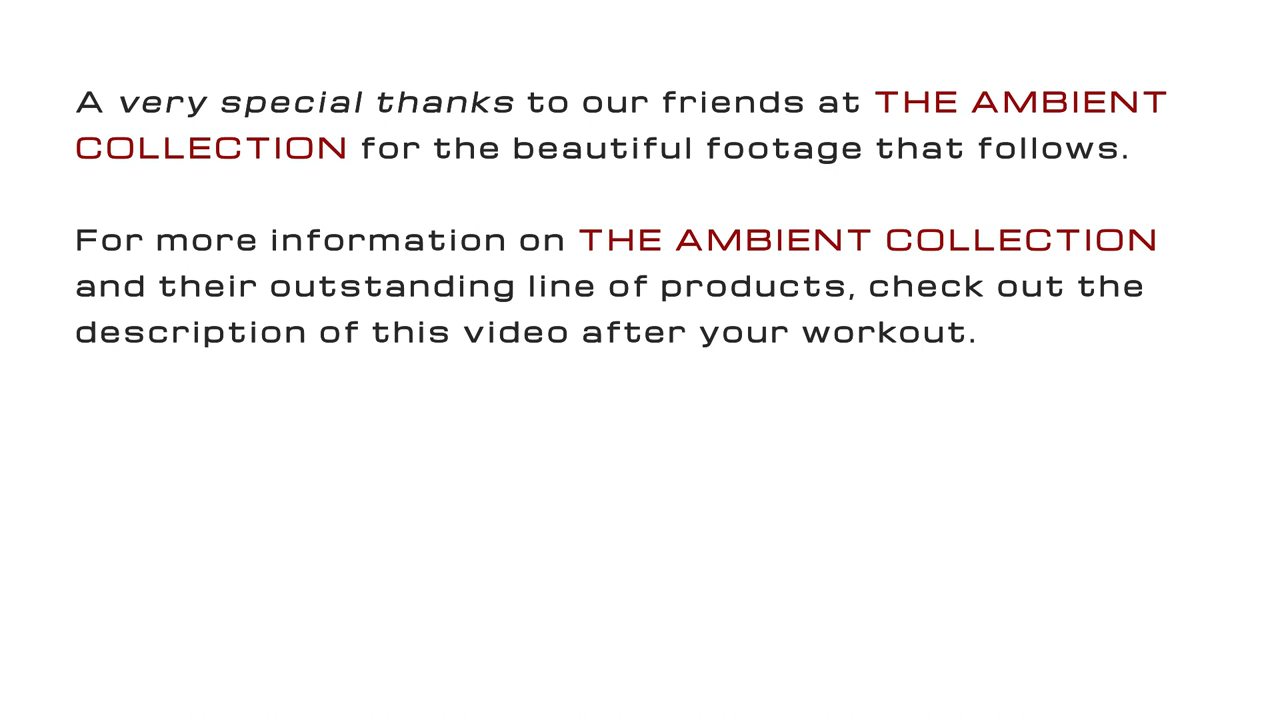 A very special thanks to our friends at THE AMBIENT
COLLECTION for the beautiful footage that follows.
For more information on THE AMBIENT COLLECTION
and their outstanding line of products, check out the
description of this video after your workout.